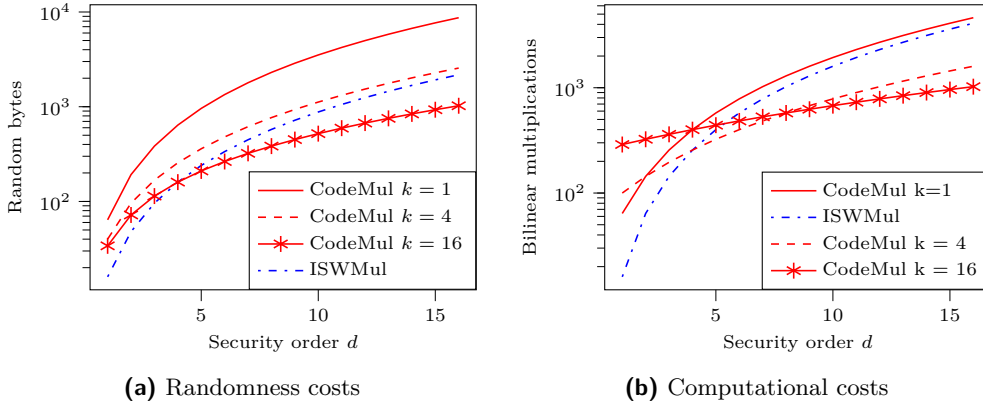 10^4
10^3
10^2
Random bytes
CodeMul k = 1
CodeMul k = 4
CodeMul k = 16
ISWMul
5 10 15
Security order d
(a) Randomness costs
10^3
10^2
Bilinear multiplications
CodeMul k=1
ISWMul
CodeMul k = 4
CodeMul k = 16
5 10 15
Security order d
(b) Computational costs